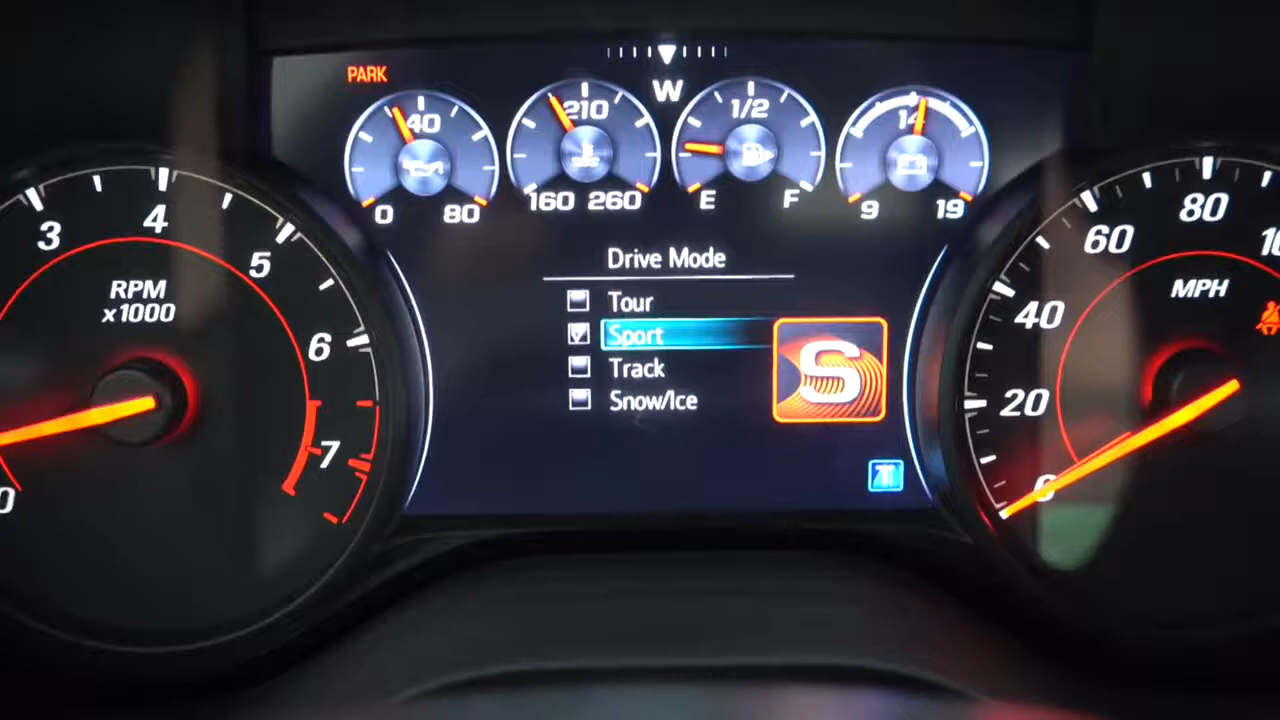 PARK
W
40
210
1/2
14
0 80
160 260
E F
9 19
3 4 5 6 7
RPM
x1000
0
Drive Mode
Tour
Sport
Track
Snow/Ice
S
20 40 60 80
MPH